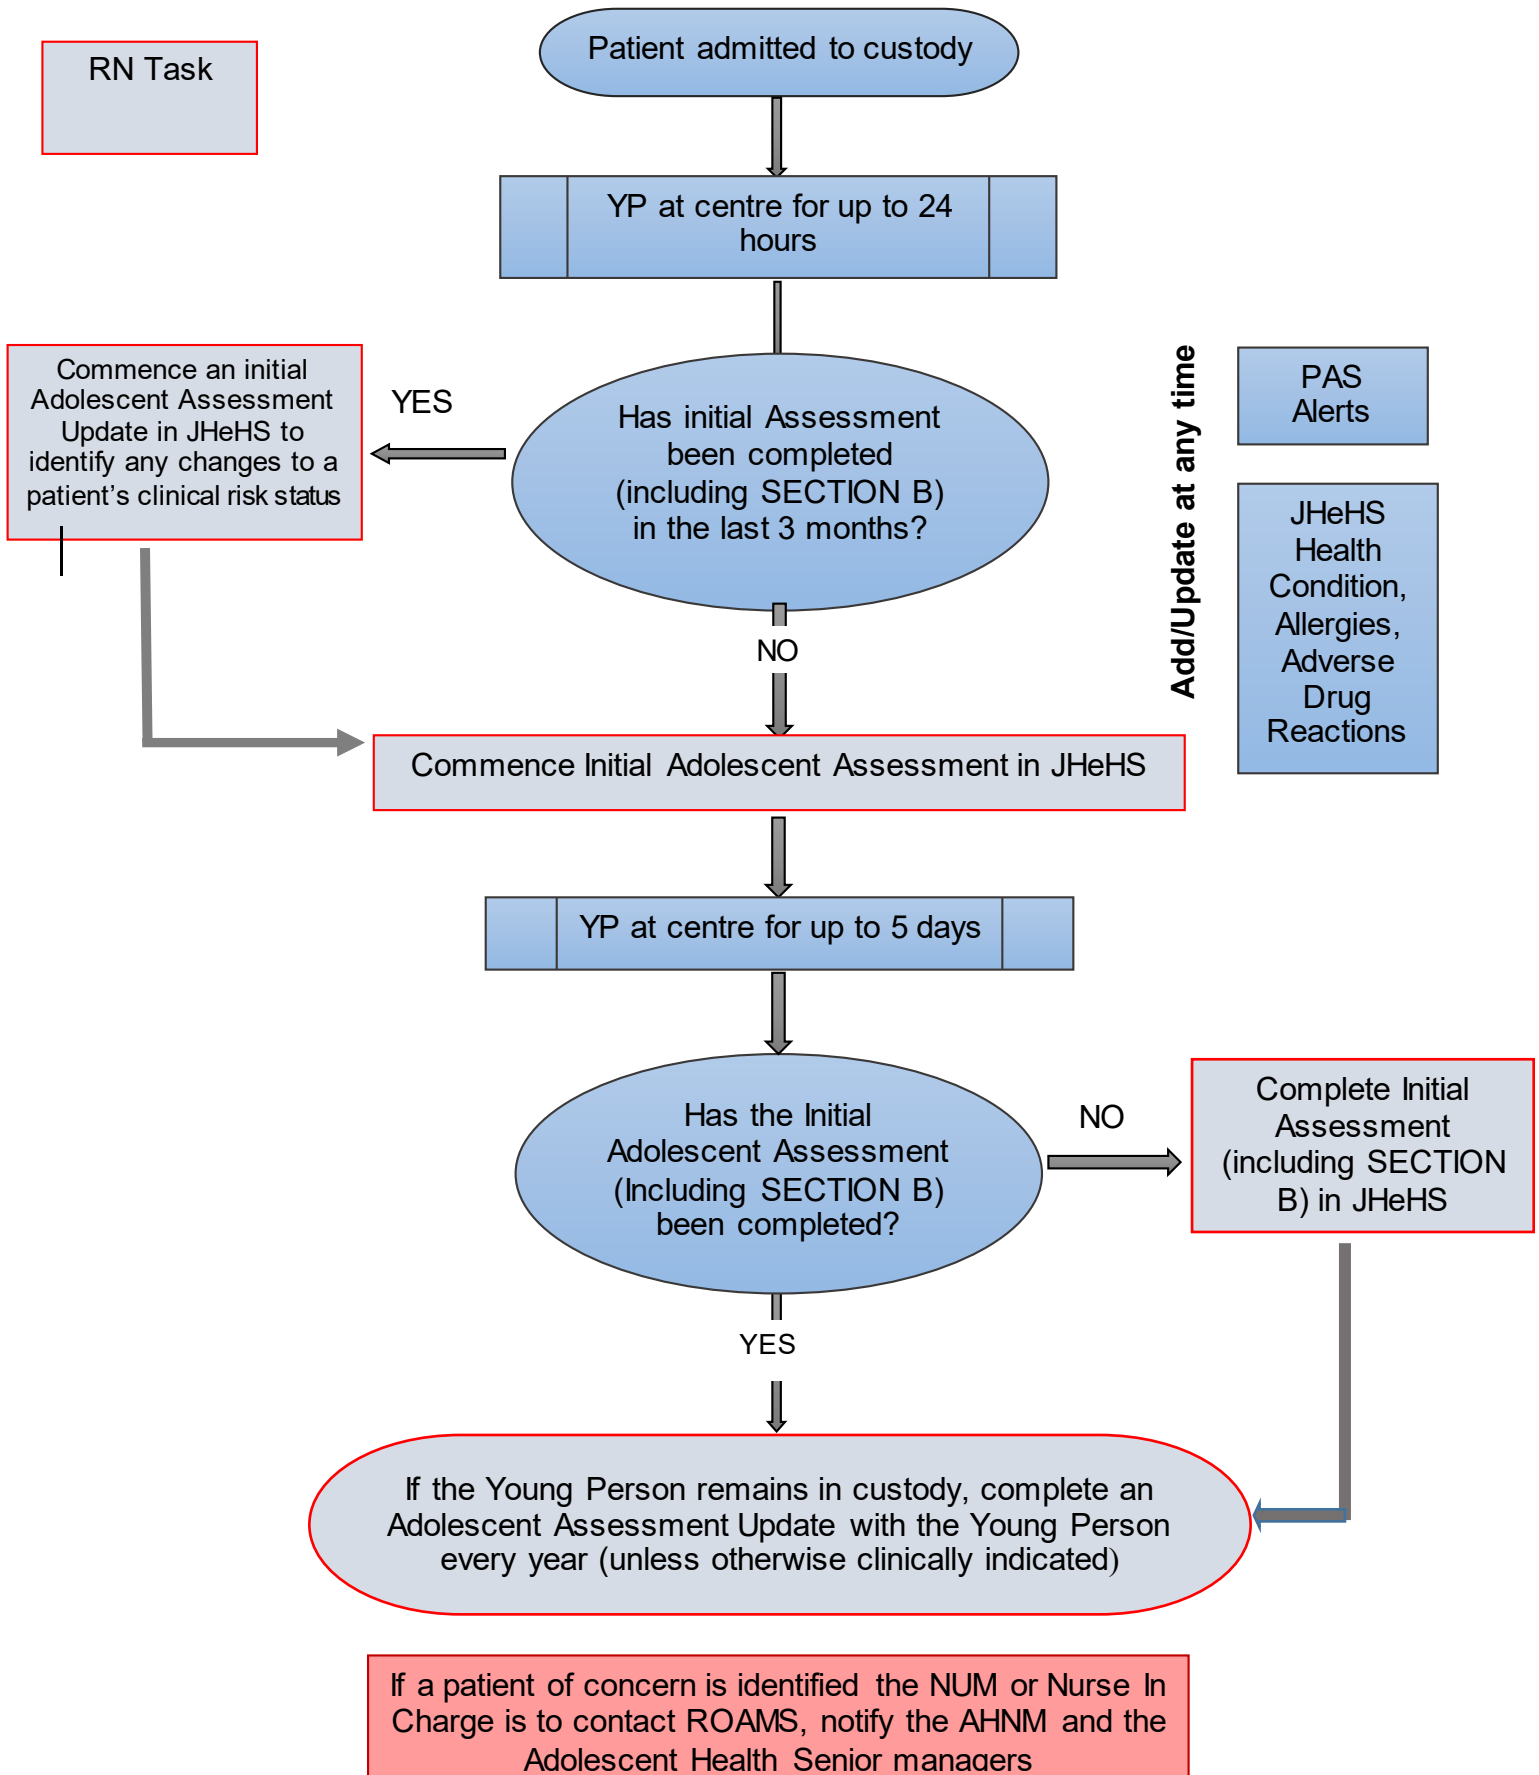 RN Task
Patient admitted to custody
YP at centre for up to 24
hours
Commence an initial
Adolescent Assessment
Update in JHeHS to
identify any changes to a
patient’s clinical risk status
YES
Has initial Assessment
been completed
(including SECTION B)
in the last 3 months?
Add/Update at any time
PAS
Alerts
JHeHS
Health
Condition,
Allergies,
Adverse
Drug
Reactions
NO
Commence Initial Adolescent Assessment in JHeHS
YP at centre for up to 5 days
Has the Initial
Adolescent Assessment
(Including SECTION B)
been completed?
NO
Complete Initial
Assessment
(including SECTION
B) in JHeHS
YES
If the Young Person remains in custody, complete an
Adolescent Assessment Update with the Young Person
every year (unless otherwise clinically indicated)
If a patient of concern is identified the NUM or Nurse In
Charge is to contact ROAMS, notify the AHNM and the
Adolescent Health Senior managers